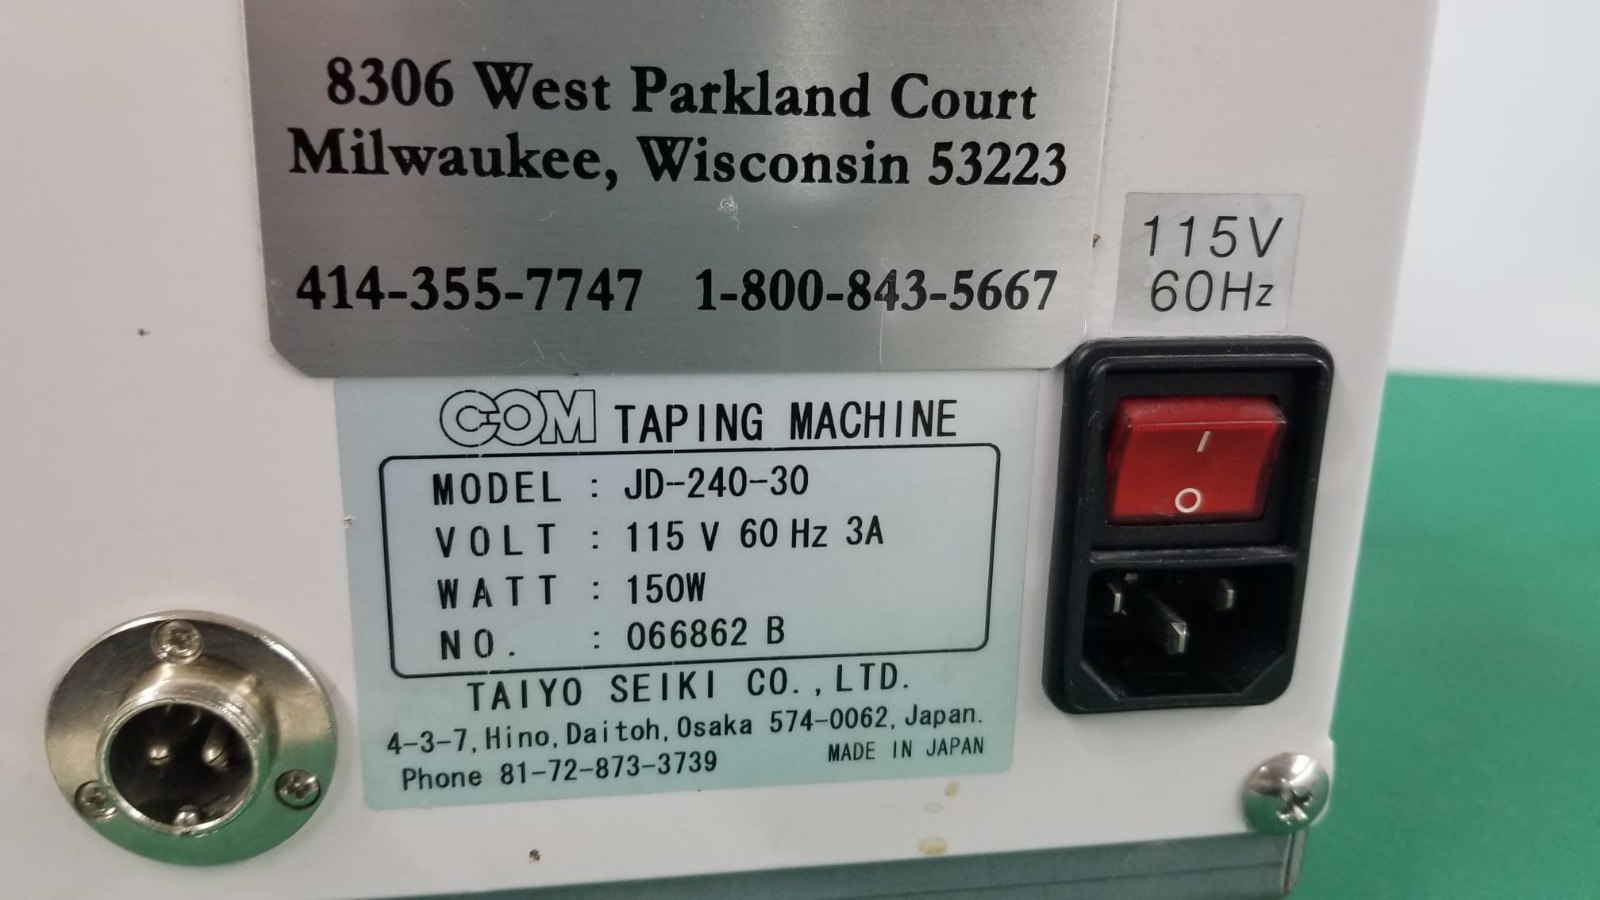 8306 West Parkland Court
Milwaukee, Wisconsin 53223
414-355-7747 1-800-843-5667
115V
60Hz
COM TAPING MACHINE
MODEL : JD-240-30
VOLT : 115 V 60 Hz 3A
WATT : 150W
NO. : 066862 B
TAIYO SEIKI CO.,LTD.
4-3-7, Hino, Daitoh, Osaka 574-0062, Japan.
Phone 81-72-873-3739 MADE IN JAPAN